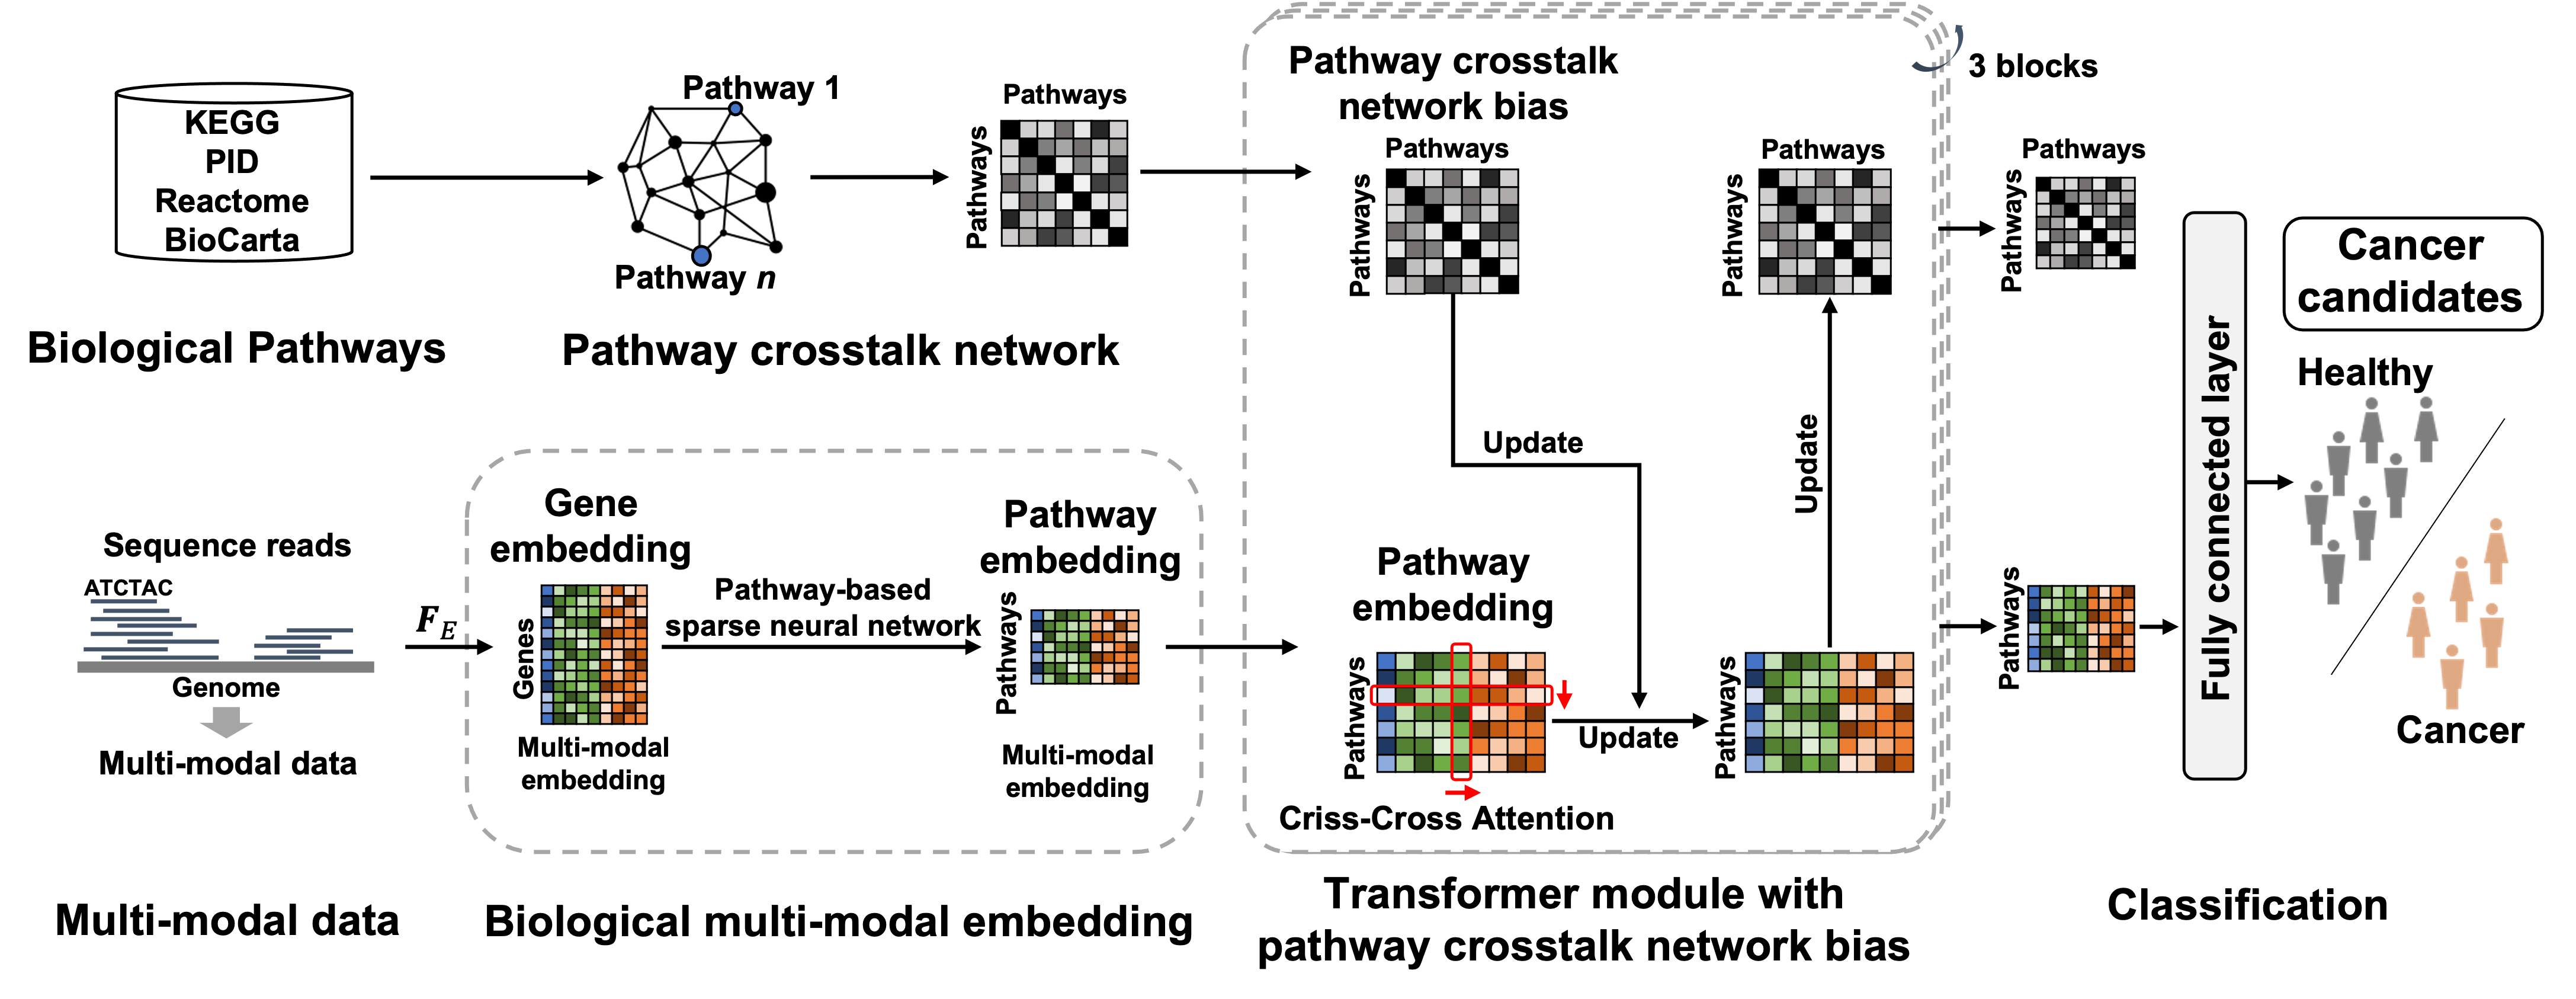 KEGG
PID
Reactome
BioCarta
Biological Pathways
Pathway 1
Pathway n
Pathway crosstalk network
Pathways
Pathways
Sequence reads
ATCTAC
Genome
Multi-modal data
Multi-modal data
F_E
Gene
embedding
Genes
Multi-modal
embedding
Pathway-based
sparse neural network
Pathway
embedding
Pathways
Multi-modal
embedding
Biological multi-modal embedding
3 blocks
Pathway crosstalk
network bias
Pathways
Pathways
Pathways
Pathways
Update
Update
Pathway
embedding
Pathways
Update
Pathways
Criss-Cross Attention
Transformer module with
pathway crosstalk network bias
Pathways
Pathways
Pathways
Fully connected layer
Cancer
candidates
Healthy
Cancer
Classification